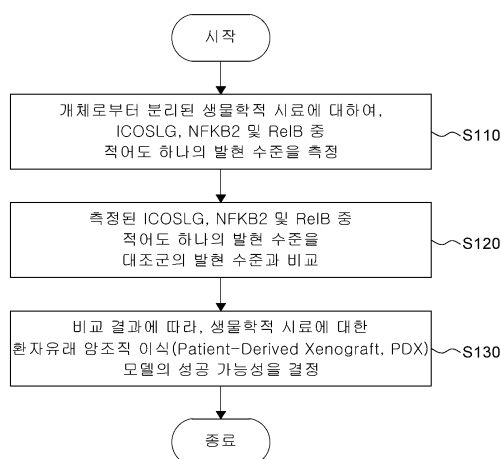 시작
개체로부터 분리된 생물학적 시료에 대하여,
ICOSLG, NFKB2 및 RelB 중
적어도 하나의 발현 수준을 측정
S110
측정된 ICOSLG, NFKB2 및 RelB 중
적어도 하나의 발현 수준을
대조군의 발현 수준과 비교
S120
비교 결과에 따라, 생물학적 시료에 대한
환자유래 암조직 이식(Patient-Derived Xenograft, PDX)
모델의 성공 가능성을 결정
S130
종료